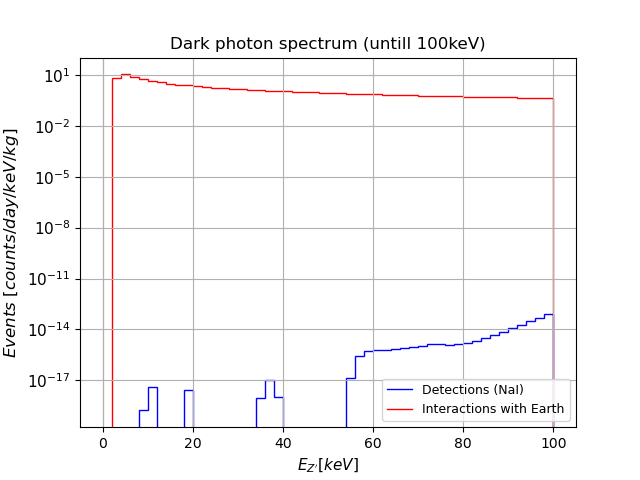 Dark photon spectrum (untill 100keV)
Events [counts/day/keV/kg]
10¹
10⁻²
10⁻⁵
10⁻⁸
10⁻¹¹
10⁻¹⁴
10⁻¹⁷
Detections (NaI)
Interactions with Earth
0 20 40 60 80 100
E_Z'[keV]